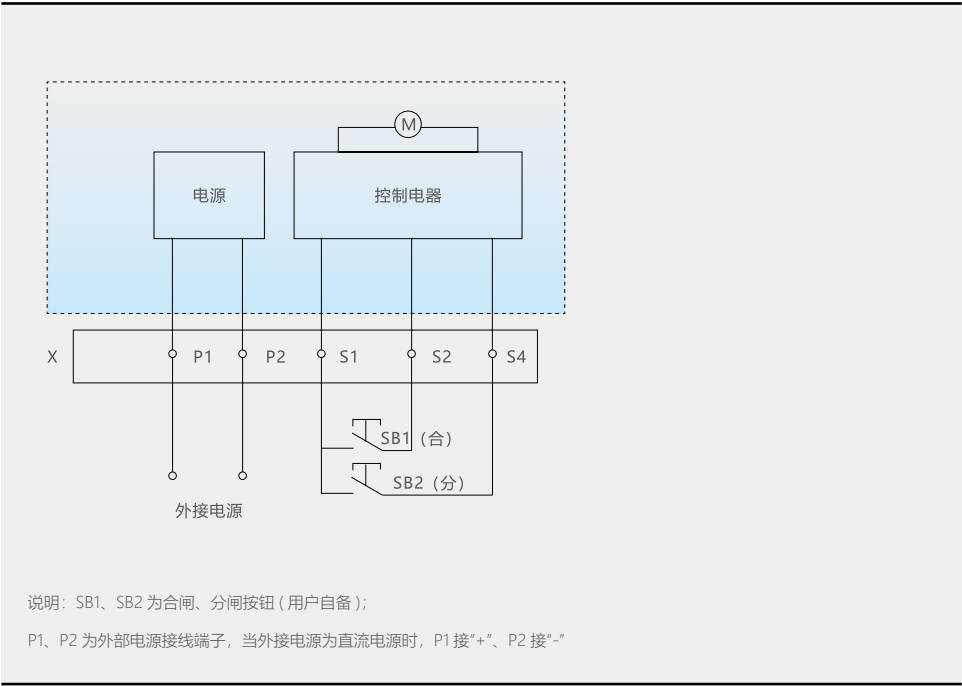 M
电源
控制电器
X
P1
P2
S1
S2
S4
SB1（合）
SB2（分）
外接电源
说明：SB1、SB2 为合闸、分闸按钮 ( 用户自备 )；
P1、P2 为外部电源接线端子，当外接电源为直流电源时，P1 接“+”、P2 接“-”